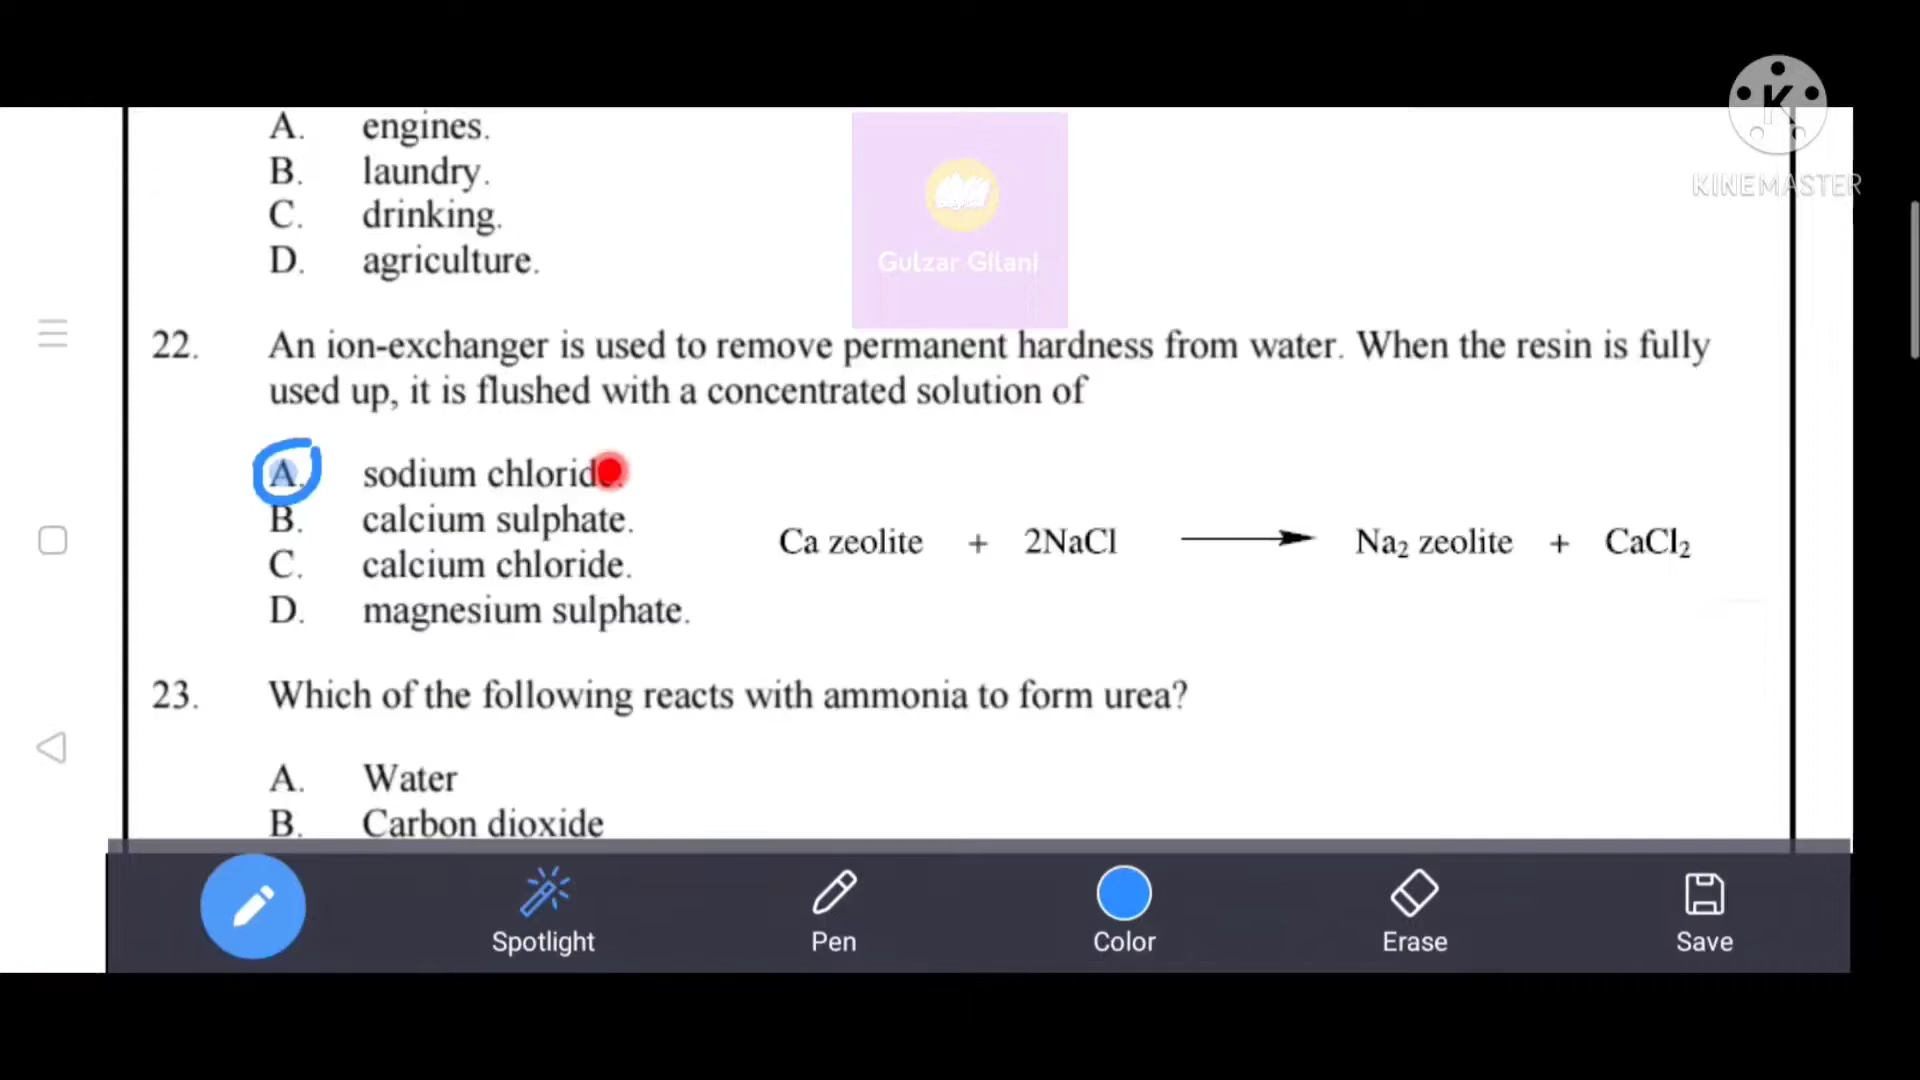 KINEMASTER
A. engines.
B. laundry.
C. drinking.
D. agriculture.
Gulzar Gilani
22. An ion-exchanger is used to remove permanent hardness from water. When the resin is fully
used up, it is flushed with a concentrated solution of
A. sodium chloride.
B. calcium sulphate.
C. calcium chloride.
D. magnesium sulphate.
Ca zeolite + 2NaCl → Na₂ zeolite + CaCl₂
23. Which of the following reacts with ammonia to form urea?
A. Water
B. Carbon dioxide
Spotlight Pen Color Erase Save